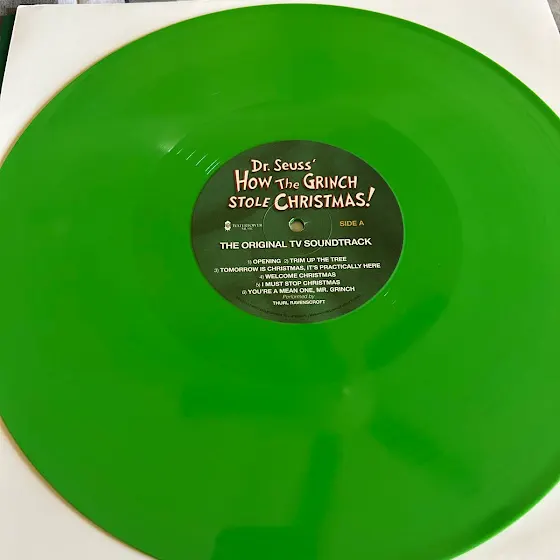 Dr. Seuss'
HOW THE GRINCH
STOLE CHRISTMAS!
WATERTOWER
MUSIC
SIDE A
THE ORIGINAL TV SOUNDTRACK
1) OPENING 2) TRIM UP THE TREE
3) TOMORROW IS CHRISTMAS, IT'S PRACTICALLY HERE
4) WELCOME CHRISTMAS
5) I MUST STOP CHRISTMAS
6) YOU'RE A MEAN ONE, MR. GRINCH
Performed by
THURL RAVENSCROFT